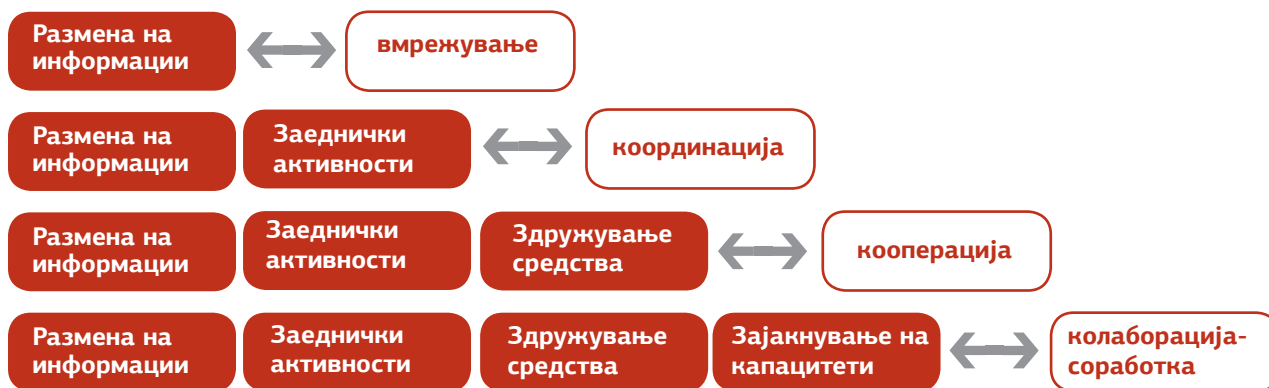 Размена на
информации
вмрежување
Размена на
информации
Заеднички
активности
координација
Размена на
информации
Заеднички
активности
Здружување
средства
кооперација
Размена на
информации
Заеднички
активности
Здружување
средства
Зајакнување на
капацитети
колаборација-
соработка